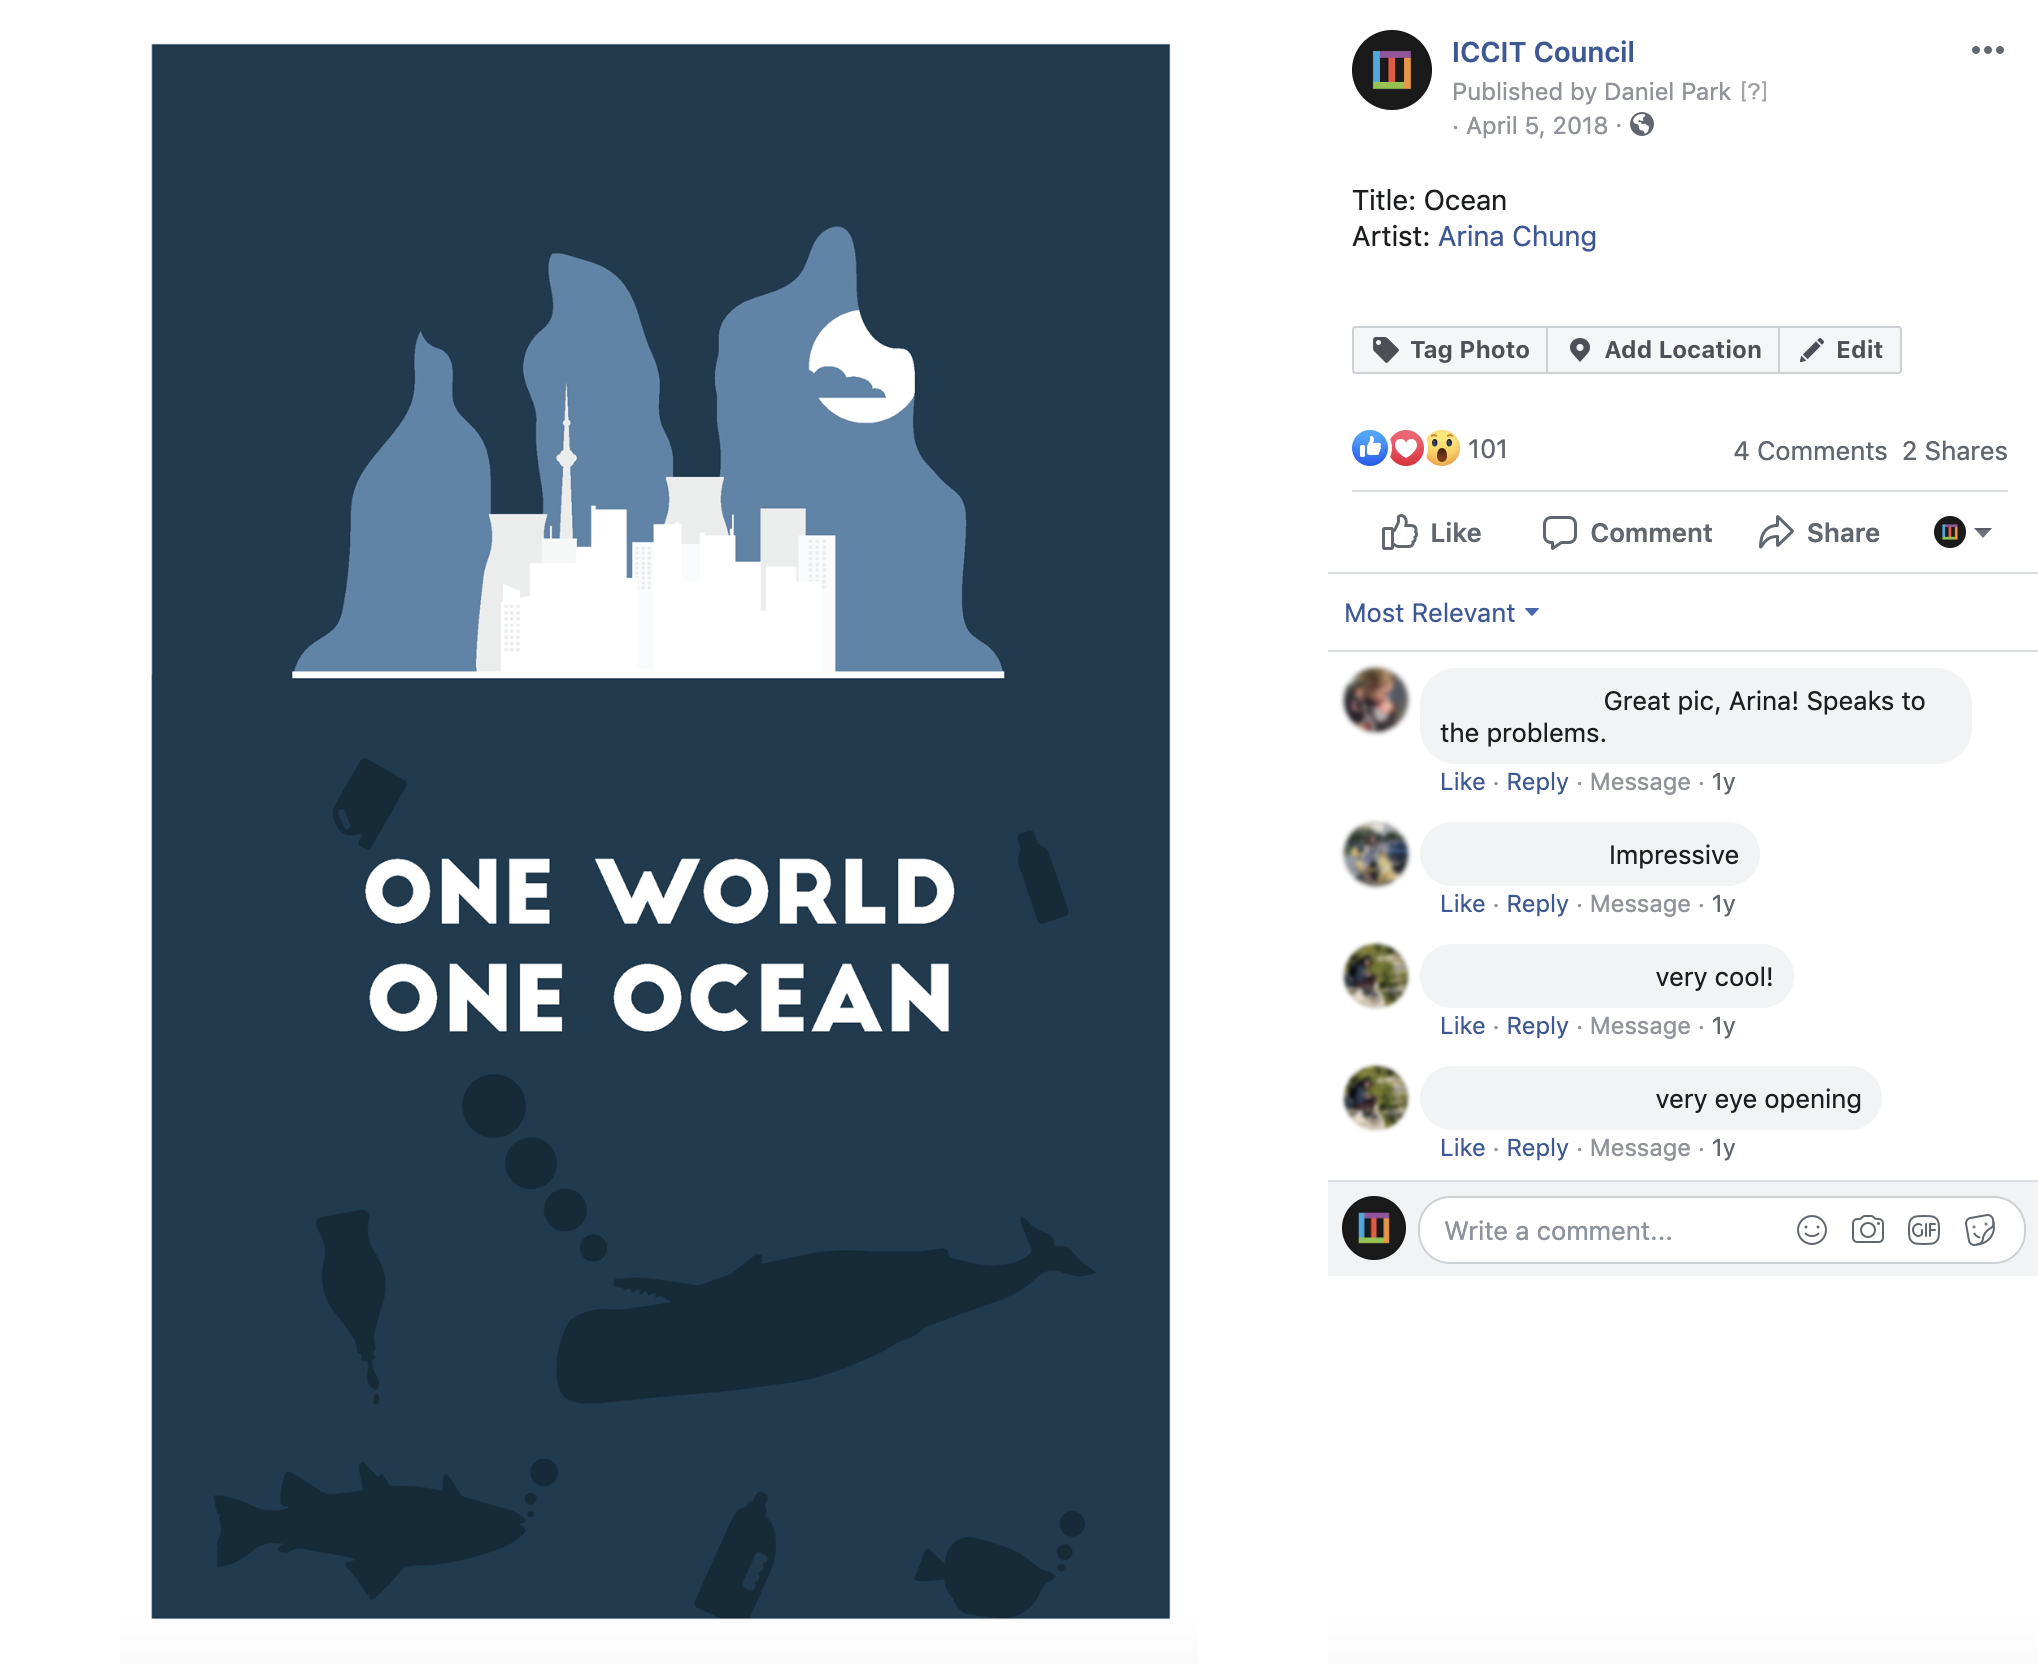 ONE WORLD
ONE OCEAN
ICCIT Council
Published by Daniel Park [?]
· April 5, 2018 ·
Title: Ocean
Artist: Arina Chung
Tag Photo Add Location Edit
101 4 Comments 2 Shares
Like Comment Share
Most Relevant
Great pic, Arina! Speaks to
the problems.
Like · Reply · Message · 1y
Impressive
Like · Reply · Message · 1y
very cool!
Like · Reply · Message · 1y
very eye opening
Like · Reply · Message · 1y
Write a comment... GIF